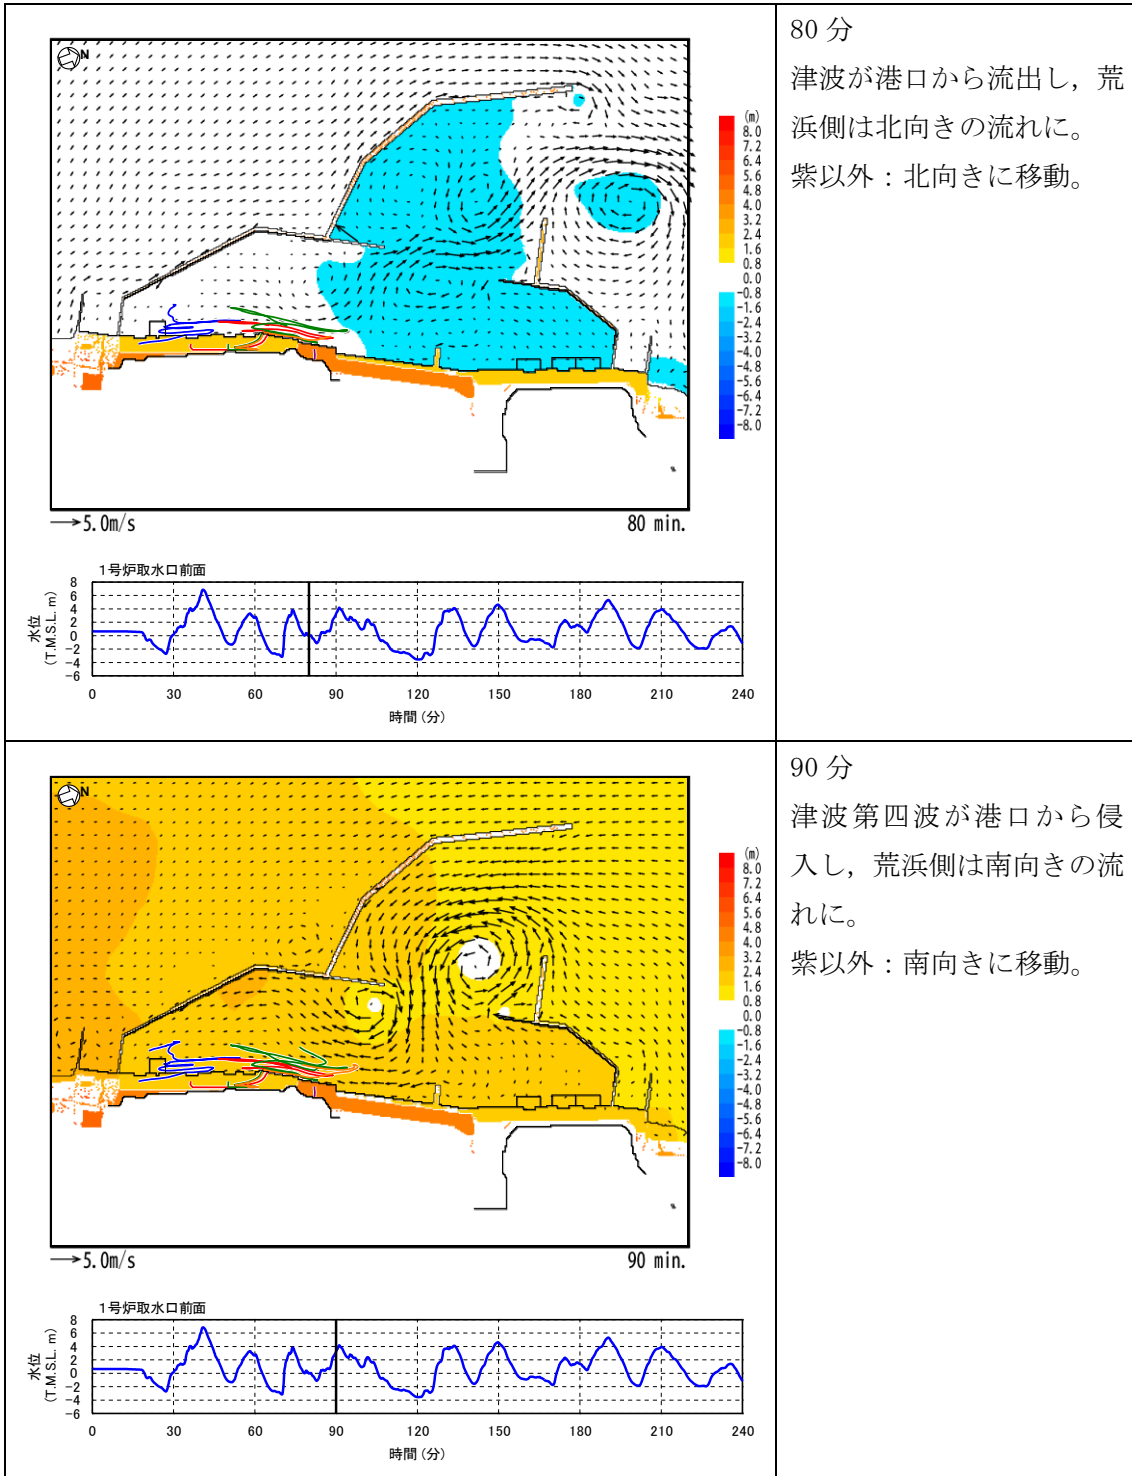 80 分
津波が港口から流出し，荒
浜側は北向きの流れに。
紫以外：北向きに移動。
N
(m)
8.0
7.2
6.4
5.6
4.8
4.0
3.2
2.4
1.6
0.8
0.0
-0.8
-1.6
-2.4
-3.2
-4.0
-4.8
-5.6
-6.4
-7.2
-8.0
5.0m/s
80 min.
1号炉取水口前面
水位
(T.M.S.L. m)
8
6
4
2
0
-2
-4
-6
0 30 60 90 120 150 180 210 240
時間(分)
90 分
津波第四波が港口から侵
入し，荒浜側は南向きの流
れに。
紫以外：南向きに移動。
N
(m)
8.0
7.2
6.4
5.6
4.8
4.0
3.2
2.4
1.6
0.8
0.0
-0.8
-1.6
-2.4
-3.2
-4.0
-4.8
-5.6
-6.4
-7.2
-8.0
5.0m/s
90 min.
1号炉取水口前面
水位
(T.M.S.L. m)
8
6
4
2
0
-2
-4
-6
0 30 60 90 120 150 180 210 240
時間(分)